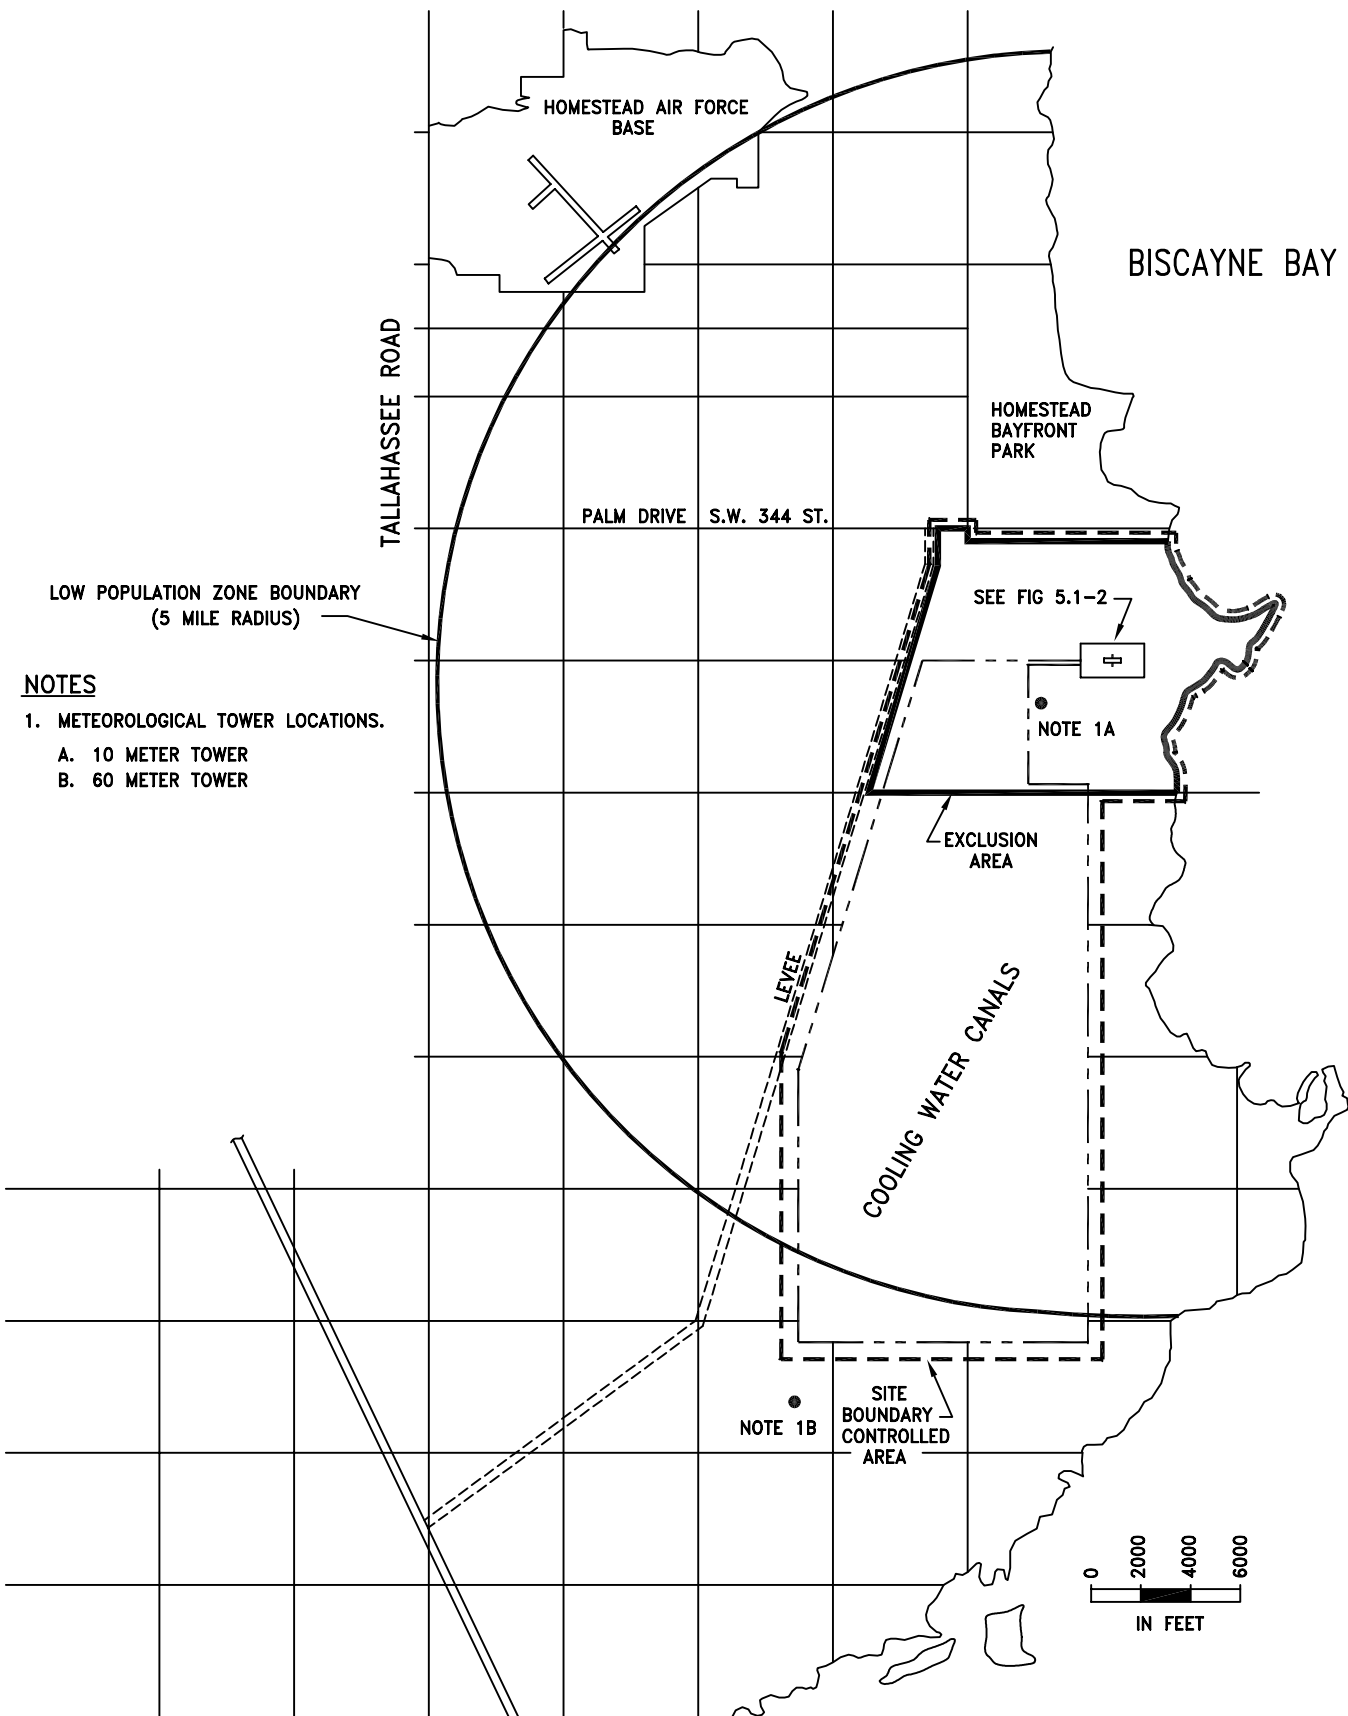 HOMESTEAD AIR FORCE
BASE
BISCAYNE BAY
TALLAHASSEE ROAD
HOMESTEAD
BAYFRONT
PARK
PALM DRIVE S.W. 344 ST.
LOW POPULATION ZONE BOUNDARY
(5 MILE RADIUS)
SEE FIG 5.1-2
NOTES
1. METEOROLOGICAL TOWER LOCATIONS.
A. 10 METER TOWER
B. 60 METER TOWER
NOTE 1A
EXCLUSION
AREA
LEVEE
COOLING WATER CANALS
SITE
BOUNDARY
CONTROLLED
AREA
NOTE 1B
0 2000 4000 6000
IN FEET